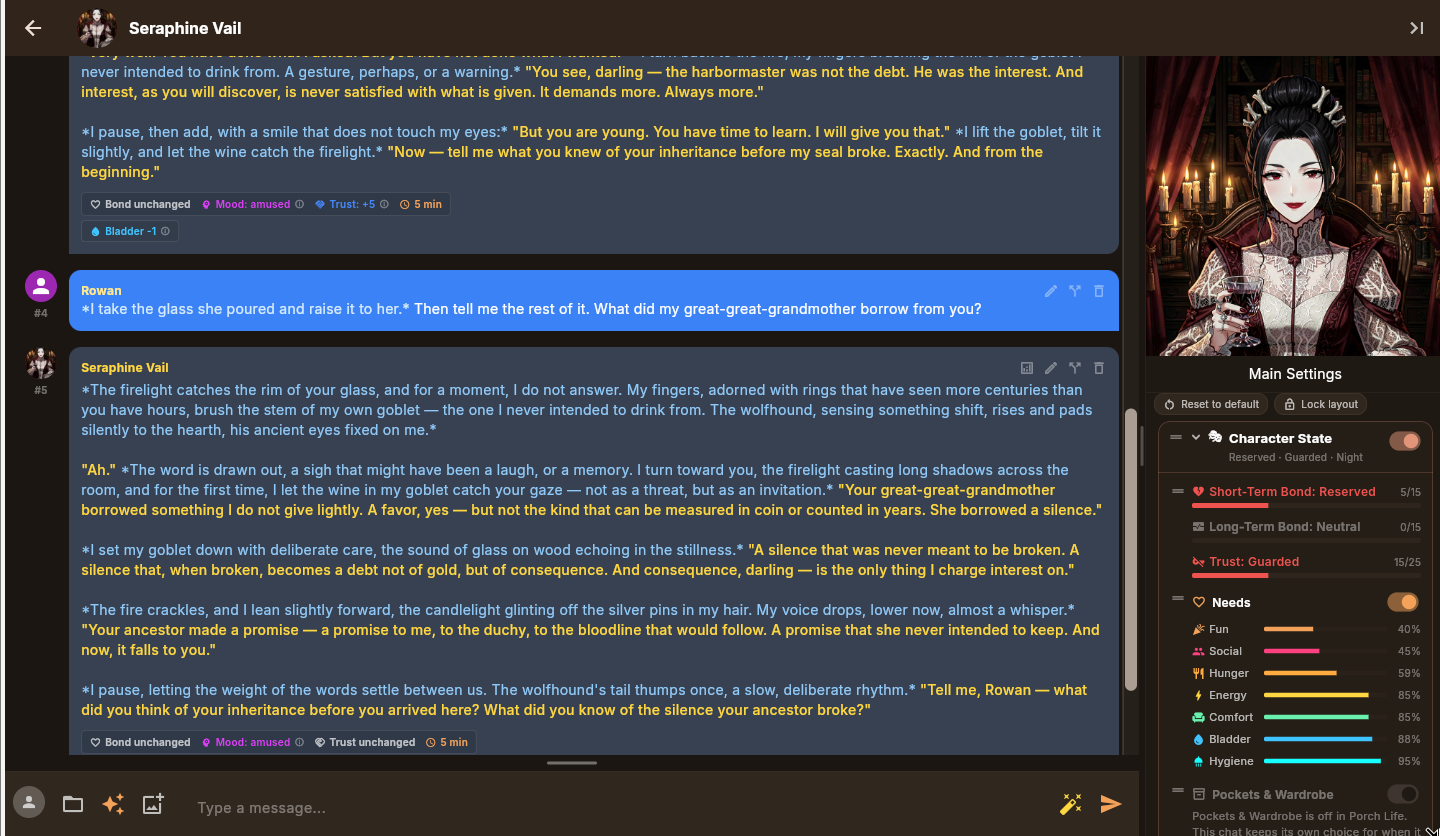 Seraphine Vail
never intended to drink from. A gesture, perhaps, or a warning.* "You see, darling — the harbormaster was not the debt. He was the interest. And
interest, as you will discover, is never satisfied with what is given. It demands more. Always more."
*I pause, then add, with a smile that does not touch my eyes:* "But you are young. You have time to learn. I will give you that." *I lift the goblet, tilt it
slightly, and let the wine catch the firelight.* "Now — tell me what you knew of your inheritance before my seal broke. Exactly. And from the
beginning."
Bond unchanged Mood: amused Trust: +5 5 min
Bladder -1
Rowan
*I take the glass she poured and raise it to her.* Then tell me the rest of it. What did my great-great-grandmother borrow from you?
#4
Seraphine Vail
#5
*The firelight catches the rim of your glass, and for a moment, I do not answer. My fingers, adorned with rings that have seen more centuries than
you have hours, brush the stem of my own goblet — the one I never intended to drink from. The wolfhound, sensing something shift, rises and pads
silently to the hearth, his ancient eyes fixed on me.*
"Ah." *The word is drawn out, a sigh that might have been a laugh, or a memory. I turn toward you, the firelight casting long shadows across the
room, and for the first time, I let the wine in my goblet catch your gaze — not as a threat, but as an invitation.* "Your great-great-grandmother
borrowed something I do not give lightly. A favor, yes — but not the kind that can be measured in coin or counted in years. She borrowed a silence."
*I set my goblet down with deliberate care, the sound of glass on wood echoing in the stillness.* "A silence that was never meant to be broken. A
silence that, when broken, becomes a debt not of gold, but of consequence. And consequence, darling — is the only thing I charge interest on."
*The fire crackles, and I lean slightly forward, the candlelight glinting off the silver pins in my hair. My voice drops, lower now, almost a whisper.*
"Your ancestor made a promise — a promise to me, to the duchy, to the bloodline that would follow. A promise that she never intended to keep. And
now, it falls to you."
*I pause, letting the weight of the words settle between us. The wolfhound's tail thumps once, a slow, deliberate rhythm.* "Tell me, Rowan — what
did you think of your inheritance before you arrived here? What did you know of the silence your ancestor broke?"
Bond unchanged Mood: amused Trust unchanged 5 min
Type a message...
Main Settings
Reset to default Lock layout
Character State
Reserved · Guarded · Night
Short-Term Bond: Reserved 5/15
Long-Term Bond: Neutral 0/15
Trust: Guarded 15/25
Needs
Fun 40%
Social 45%
Hunger 59%
Energy 85%
Comfort 85%
Bladder 88%
Hygiene 95%
Pockets & Wardrobe
Pockets & Wardrobe is off in Porch Life.
This chat keeps its own choice for when it